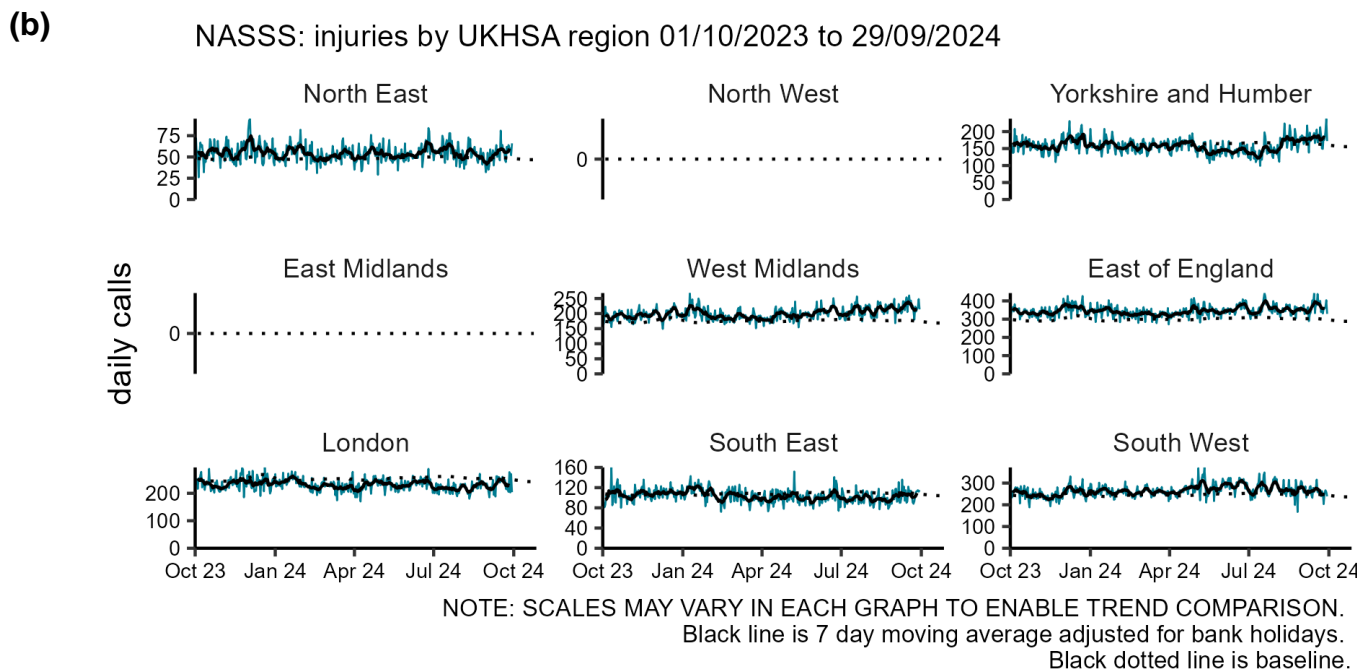 (b)
NASSS: injuries by UKHSA region 01/10/2023 to 29/09/2024
North East
North West
Yorkshire and Humber
75
50
25
0
0
200
150
100
50
0
East Midlands
West Midlands
East of England
daily calls
0
250
200
150
100
50
0
400
300
200
100
0
London
South East
South West
200
100
0
160
120
80
40
0
300
200
100
0
Oct 23 Jan 24 Apr 24 Jul 24 Oct 24
Oct 23 Jan 24 Apr 24 Jul 24 Oct 24
Oct 23 Jan 24 Apr 24 Jul 24 Oct 24
NOTE: SCALES MAY VARY IN EACH GRAPH TO ENABLE TREND COMPARISON.
Black line is 7 day moving average adjusted for bank holidays.
Black dotted line is baseline.